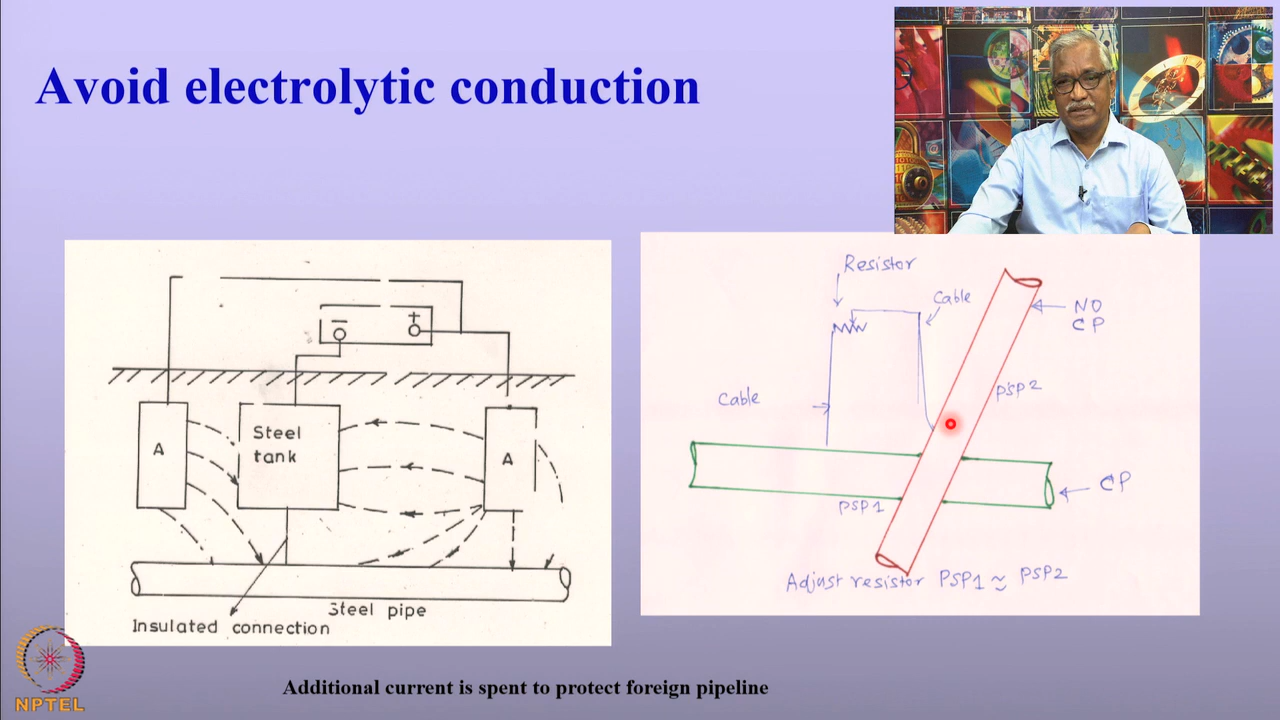 Avoid electrolytic conduction
− +
A
Steel
tank
A
Steel pipe
Insulated connection
Resistor
Cable
NO
CP
Cable
PSP2
CP
PSP1
Adjust resistor PSP1 ≈ PSP2
Additional current is spent to protect foreign pipeline
NPTEL